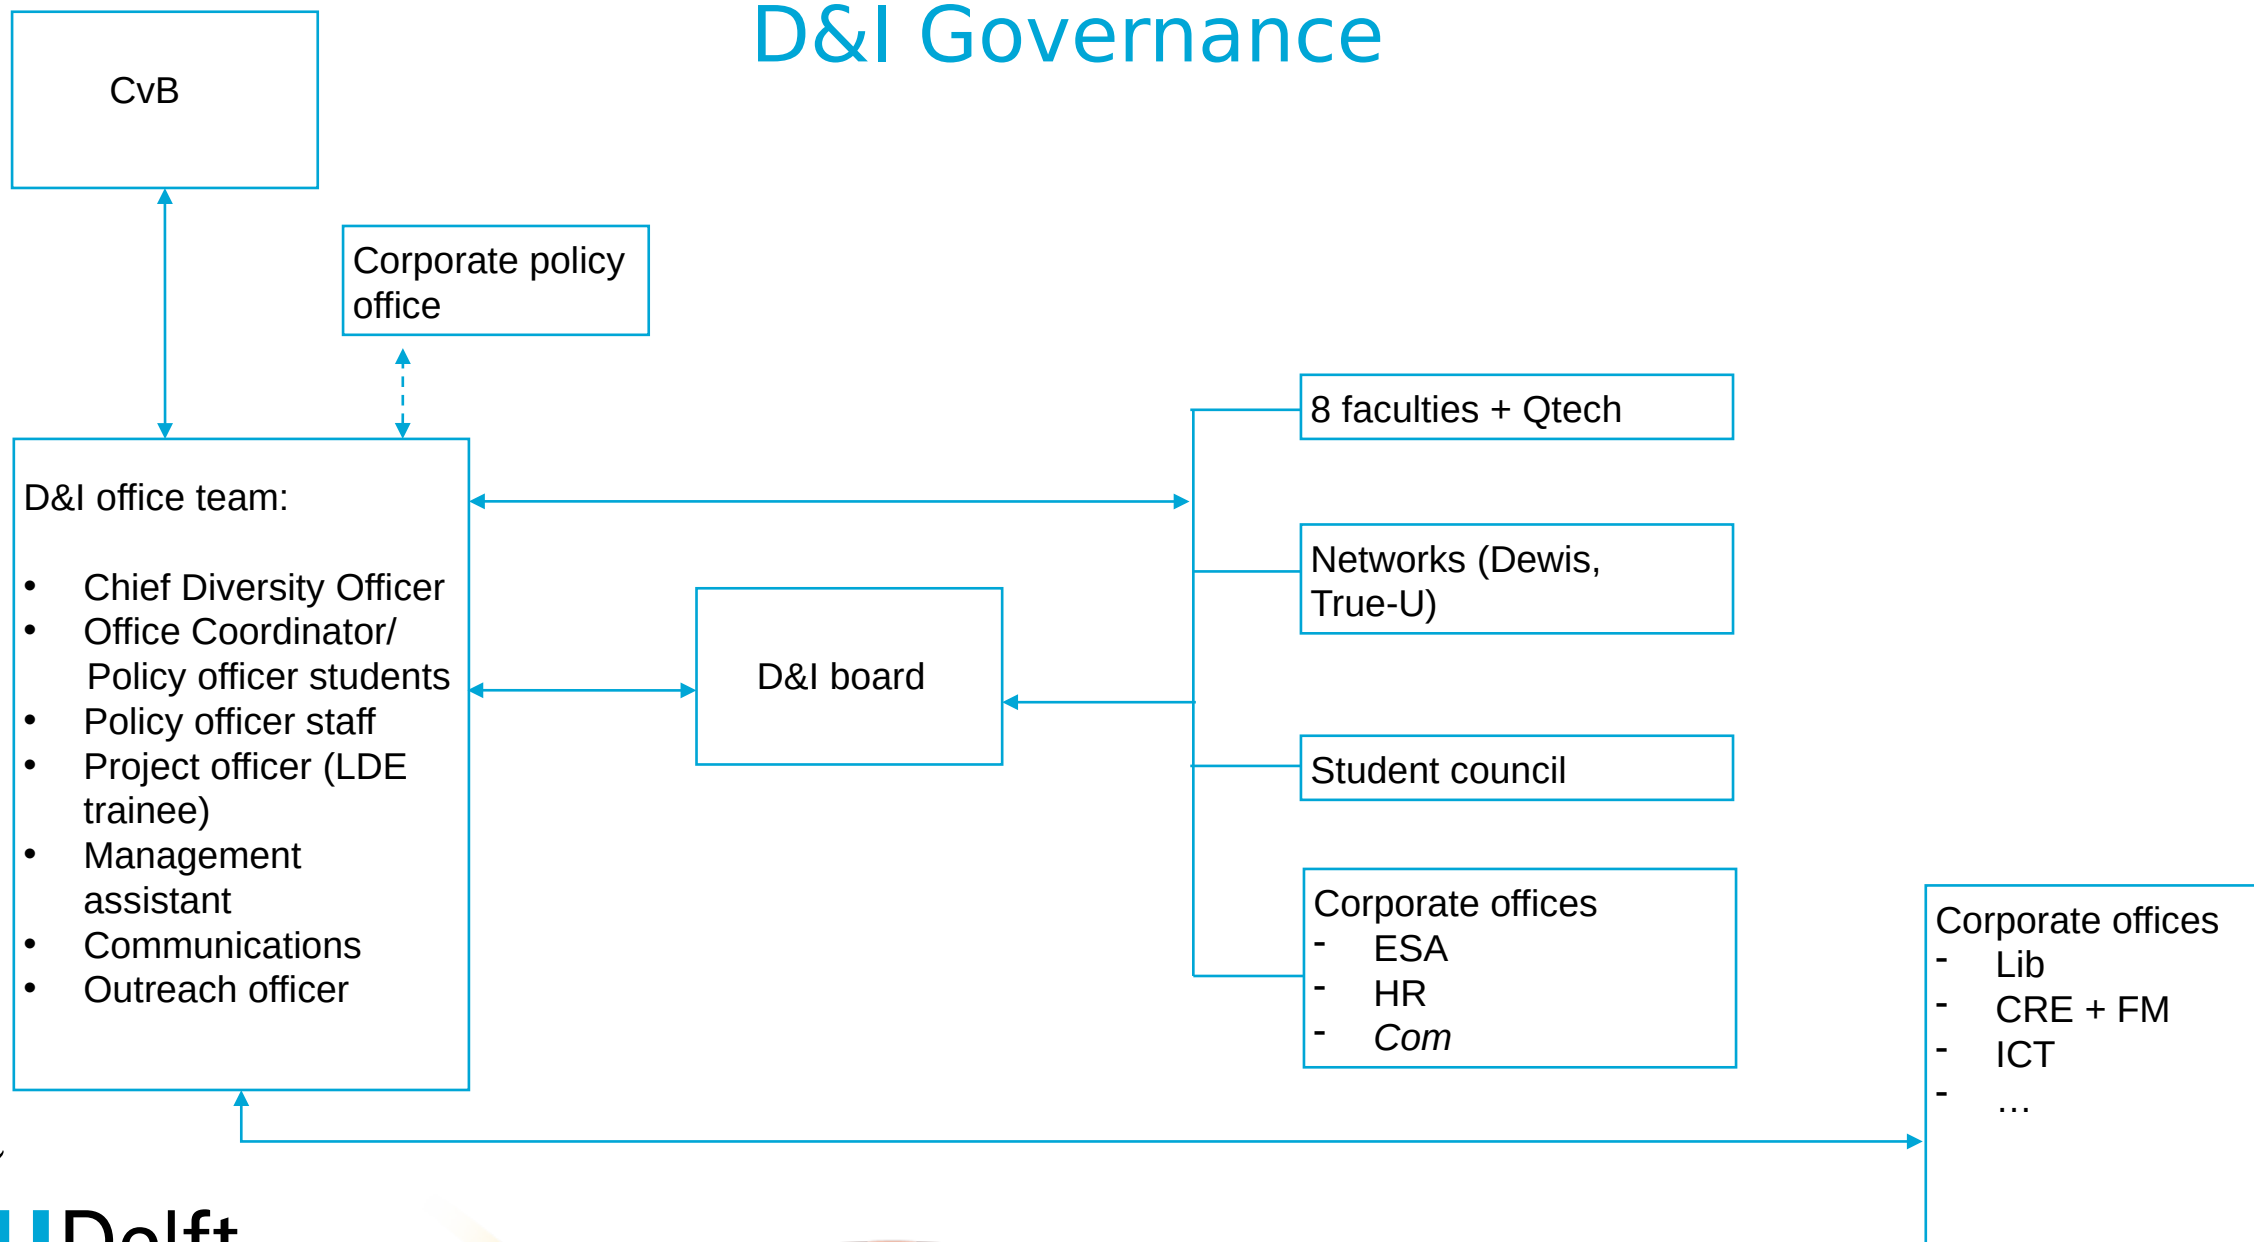 D&I Governance
CvB
Corporate policy
office
D&I office team:
• Chief Diversity Officer
• Office Coordinator/
Policy officer students
• Policy officer staff
• Project officer (LDE
trainee)
• Management
assistant
• Communications
• Outreach officer
D&I board
8 faculties + Qtech
Networks (Dewis,
True-U)
Student council
Corporate offices
- ESA
- HR
- Com
Corporate offices
- Lib
- CRE + FM
- ICT
- …
UDelft